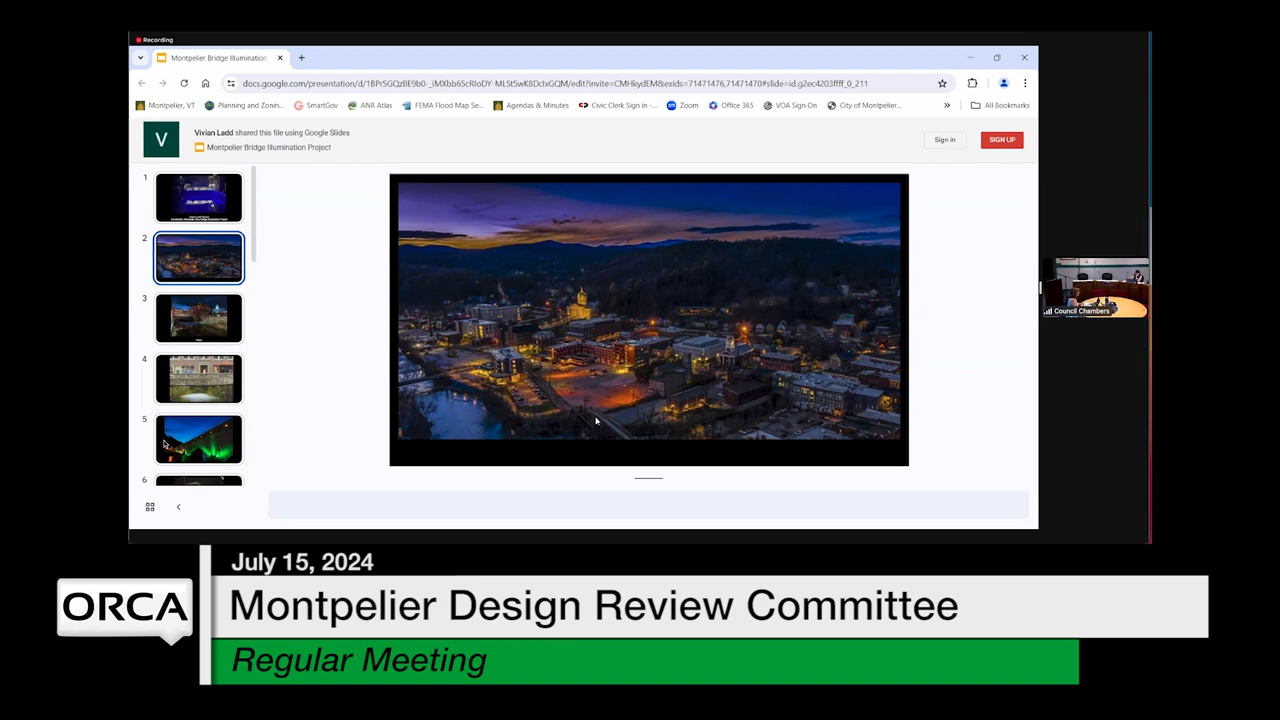 Recording
Montpelier Bridge Illumination
docs.google.com/presentation/d/1BPrSGQzBE9b0-_iMXbb65cRIoDY-MLSt5wK8DcIxGQM/edit?invite=CMHkydEM&exids=71471476,71471470#slide=id.g2ec4203ffff_0_211
Montpelier, VT
Planning and Zonin...
SmartGov
ANR Atlas
FEMA Flood Map Se...
Agendas & Minutes
Civic Clerk Sign in -...
Zoom
Office 365
VOA Sign On
City of Montpelier...
All Bookmarks
V
Vivian Ladd shared this file using Google Slides
Montpelier Bridge Illumination Project
Sign in
SIGN UP
1
2
3
4
5
6
Council Chambers
July 15, 2024
ORCA
Montpelier Design Review Committee
Regular Meeting